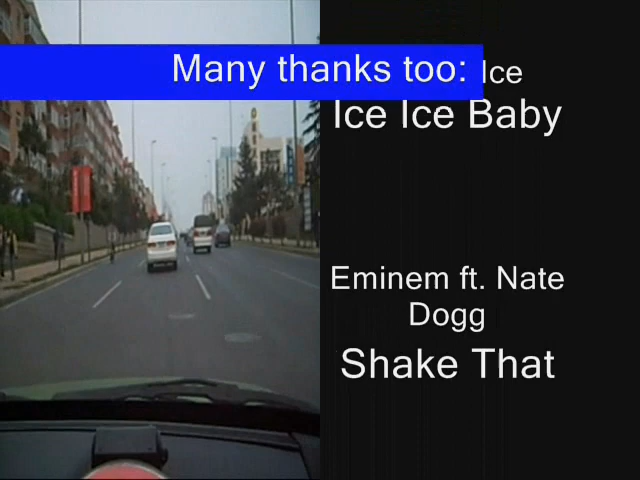 Many thanks too:
Ice
Ice Ice Baby
Eminem ft. Nate
Dogg
Shake That